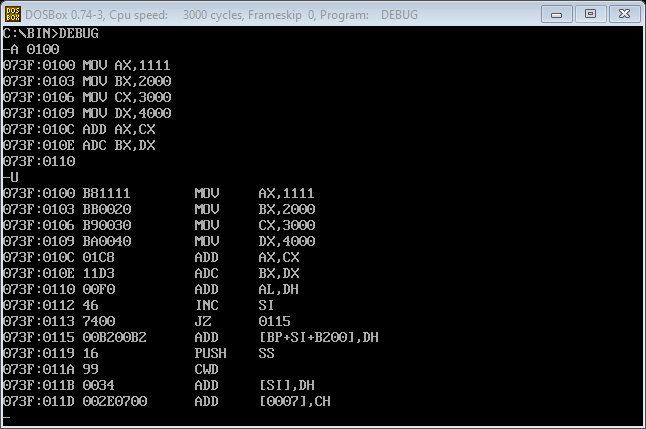 DOSBox 0.74-3, Cpu speed:    3000 cycles, Frameskip  0, Program:    DEBUG
C:\BIN>DEBUG
-A 0100
073F:0100 MOV AX,1111
073F:0103 MOV BX,2000
073F:0106 MOV CX,3000
073F:0109 MOV DX,4000
073F:010C ADD AX,CX
073F:010E ADC BX,DX
073F:0110
-U
073F:0100 B81111        MOV     AX,1111
073F:0103 BB0020        MOV     BX,2000
073F:0106 B90030        MOV     CX,3000
073F:0109 BA0040        MOV     DX,4000
073F:010C 01C8          ADD     AX,CX
073F:010E 11D3          ADC     BX,DX
073F:0110 00F0          ADD     AL,DH
073F:0112 46            INC     SI
073F:0113 7400          JZ      0115
073F:0115 00B200B2      ADD     [BP+SI+B200],DH
073F:0119 16            PUSH    SS
073F:011A 99            CWD
073F:011B 0034          ADD     [SI],DH
073F:011D 002E0700      ADD     [0007],CH
-